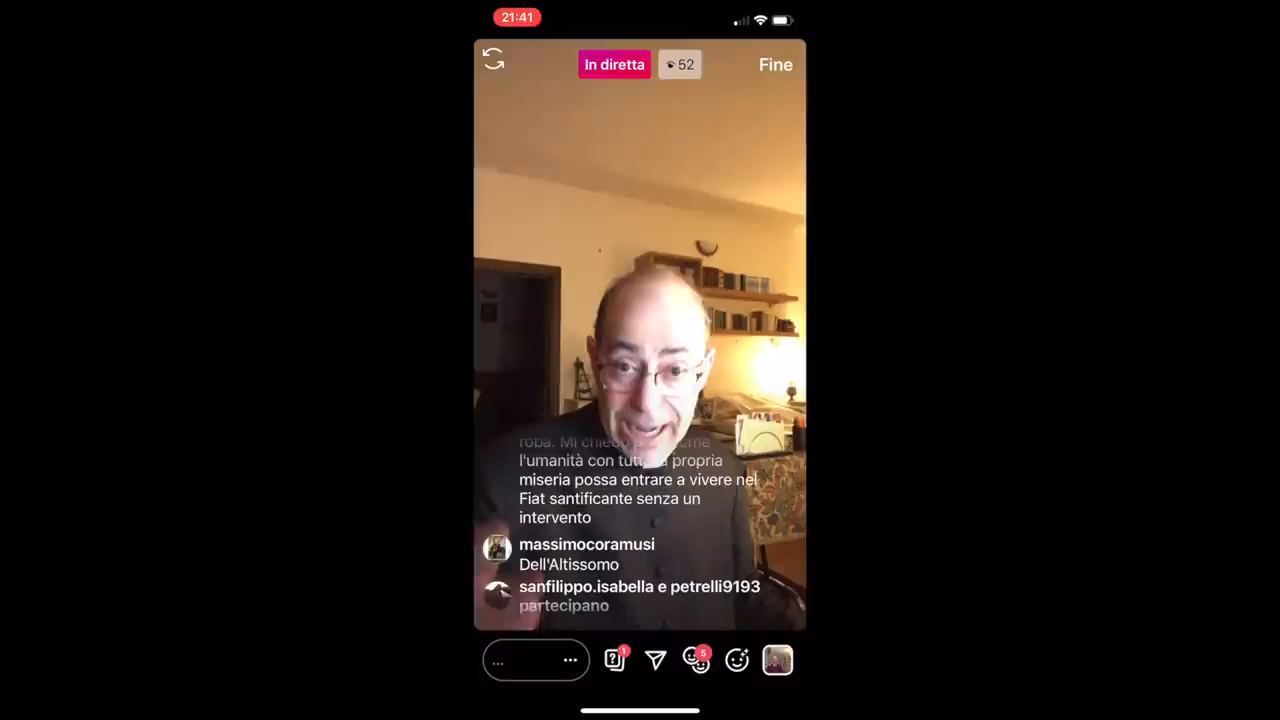 21:41
In diretta
52
Fine
roba. Mi
l'umanità con propria
miseria possa entrare a vivere nel
Fiat santificante senza un
intervento
massimocoramusi
Dell'Altissomo
sanfilippo.isabella e petrelli9193
partecipano
1
5
...